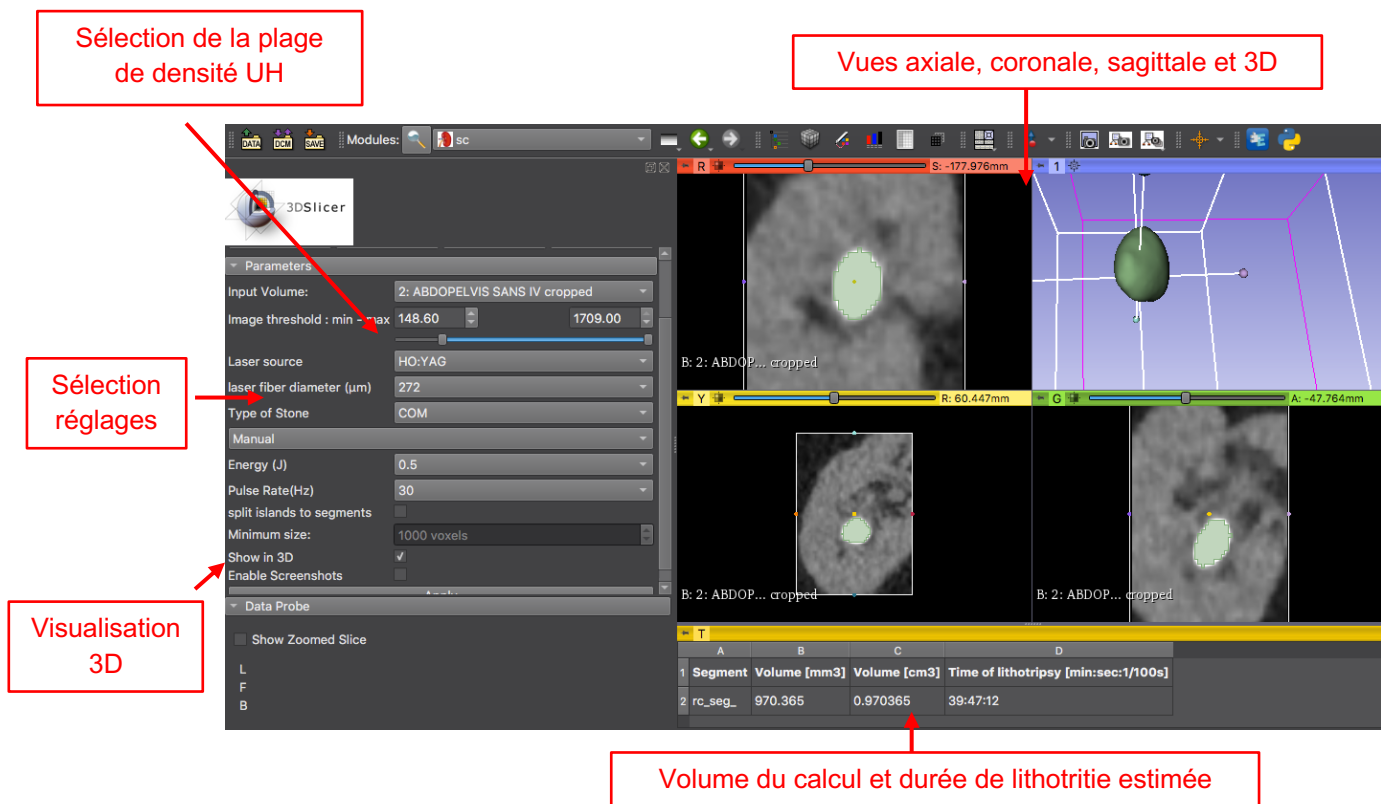 Sélection de la plage
de densité UH
Vues axiale, coronale, sagittale et 3D
DATA DCM SAVE Modules: sc
3DSlicer
Parameters
Input Volume: 2: ABDOPELVIS SANS IV cropped
Image threshold : min - max 148.60 1709.00
Laser source HO:YAG
laser fiber diameter (µm) 272
Type of Stone COM
Manual
Energy (J) 0.5
Pulse Rate(Hz) 30
split islands to segments
Minimum size: 1000 voxels
Show in 3D
Enable Screenshots
Data Probe
Show Zoomed Slice
L
F
B
Sélection
réglages
Visualisation
3D
R S: -177.976mm
1
B: 2: ABDOP... cropped
Y R: 60.447mm
G A: -47.764mm
B: 2: ABDOP... cropped
B: 2: ABDOP... cropped
T
A B C D
1 Segment Volume [mm3] Volume [cm3] Time of lithotripsy [min:sec:1/100s]
2 rc_seg_ 970.365 0.970365 39:47:12
Volume du calcul et durée de lithotritie estimée